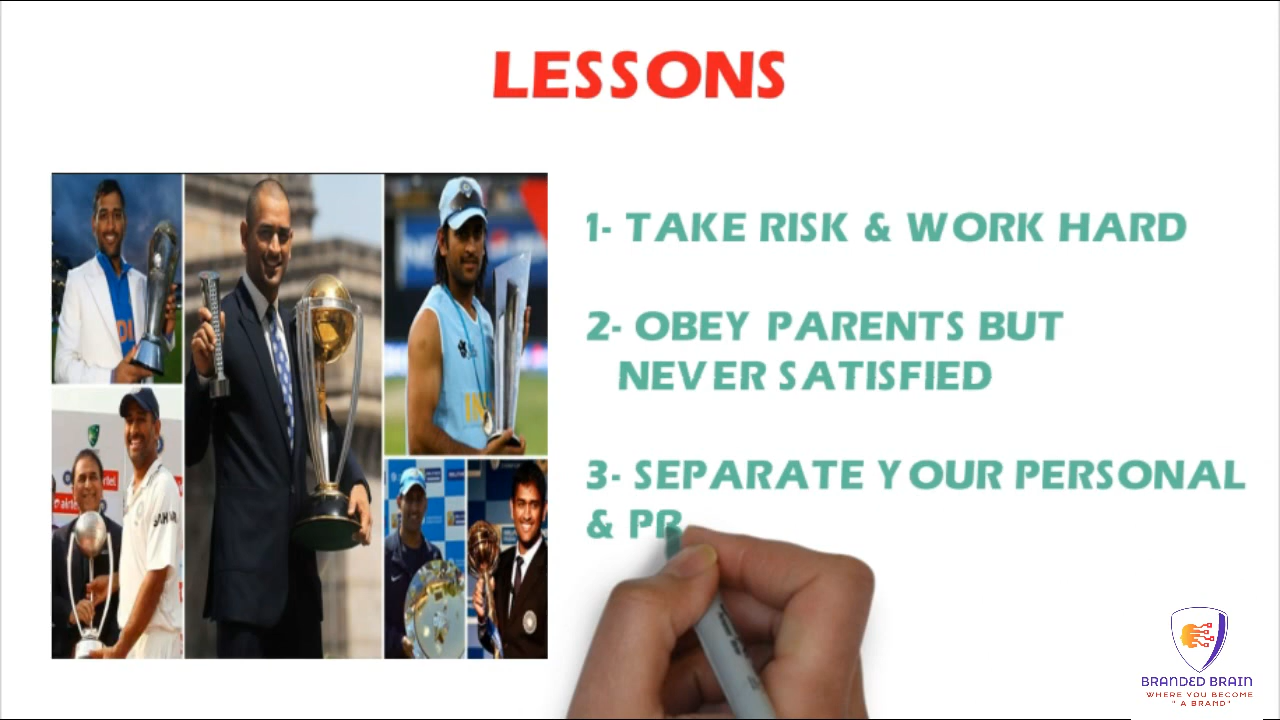 LESSONS
1- TAKE RISK & WORK HARD
2- OBEY PARENTS BUT
NEVER SATISFIED
3- SEPARATE YOUR PERSONAL
& PR
BRANDED BRAIN
WHERE YOU BECOME
"A BRAND"